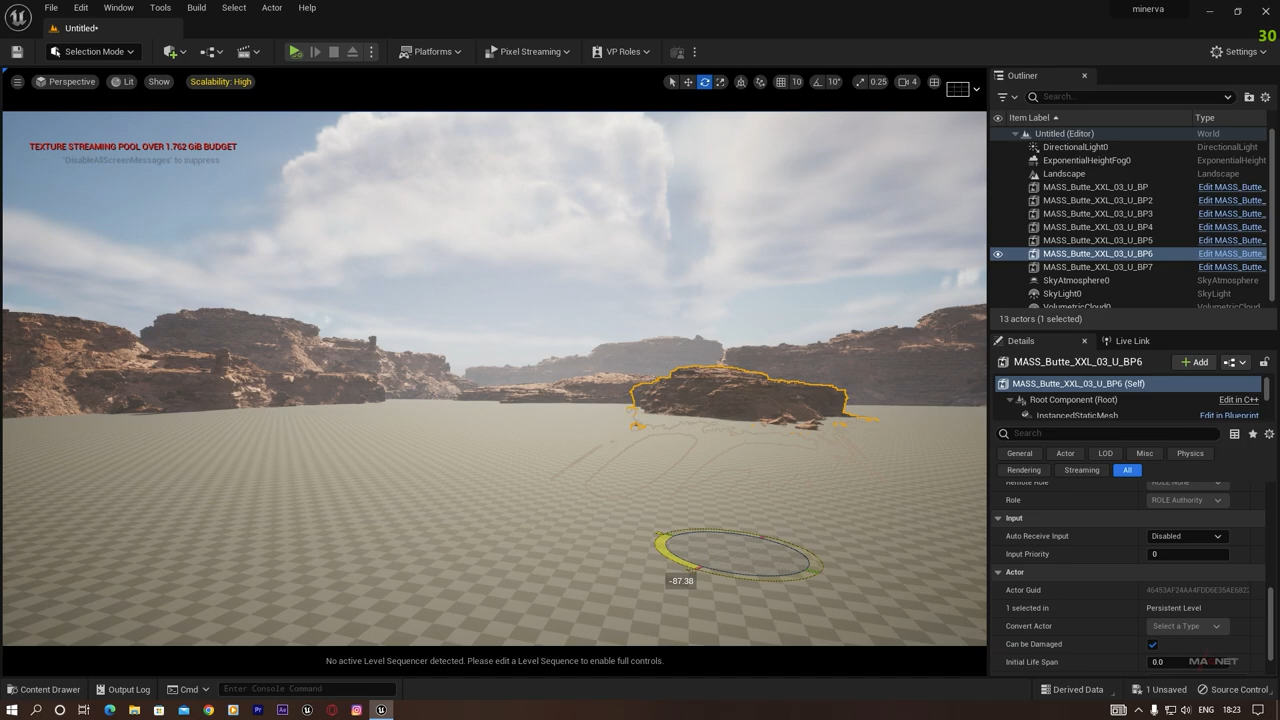 File Edit Window Tools Build Select Actor Help
minerva
Untitled*
30
Selection Mode
Platforms
Pixel Streaming
VP Roles
Settings
Perspective
Lit
Show
Scalability: High
10
10°
0.25
4
TEXTURE STREAMING POOL OVER 1.762 GiB BUDGET
'DisableAllScreenMessages' to suppress
-87.38
No active Level Sequencer detected. Please edit a Level Sequence to enable full controls.
Outliner
Search...
Item Label Type
Untitled (Editor) World
DirectionalLight0 DirectionalLight
ExponentialHeightFog0 ExponentialHeight
Landscape Landscape
MASS_Butte_XXL_03_U_BP Edit MASS_Butte_
MASS_Butte_XXL_03_U_BP2 Edit MASS_Butte_
MASS_Butte_XXL_03_U_BP3 Edit MASS_Butte_
MASS_Butte_XXL_03_U_BP4 Edit MASS_Butte_
MASS_Butte_XXL_03_U_BP5 Edit MASS_Butte_
MASS_Butte_XXL_03_U_BP6 Edit MASS_Butte_
MASS_Butte_XXL_03_U_BP7 Edit MASS_Butte_
SkyAtmosphere0 SkyAtmosphere
SkyLight0 SkyLight
VolumetricCloud0 VolumetricCloud
13 actors (1 selected)
Details
Live Link
MASS_Butte_XXL_03_U_BP6
Add
MASS_Butte_XXL_03_U_BP6 (Self)
Root Component (Root) Edit in C++
InstancedStaticMesh Edit in Blueprint
Search
General Actor LOD Misc Physics
Rendering Streaming All
Remote Role ROLE None
Role ROLE Authority
Input
Auto Receive Input Disabled
Input Priority 0
Actor
Actor Guid
1 selected in Persistent Level
Convert Actor Select a Type
Can be Damaged
Initial Life Span 0.0
Content Drawer
Output Log
Cmd
Enter Console Command
Derived Data
1 Unsaved
Source Control
ENG 18:23